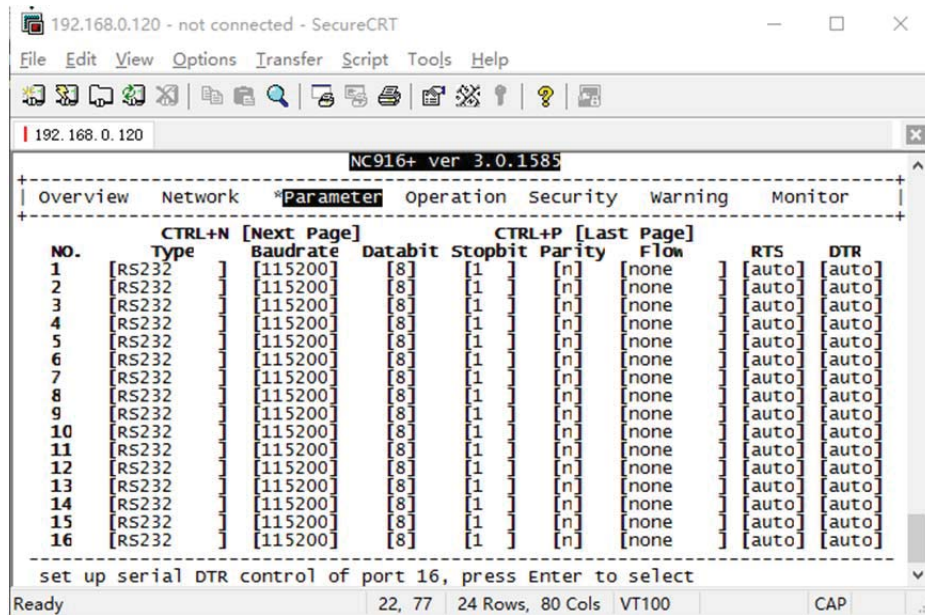 192.168.0.120 - not connected - SecureCRT
File Edit View Options Transfer Script Tools Help
192.168.0.120
NC916+ ver 3.0.1585
Overview Network *Parameter Operation Security Warning Monitor
CTRL+N [Next Page] CTRL+P [Last Page]
NO. Type Baudrate Databit Stopbit Parity Flow RTS DTR
1 [RS232 ] [115200] [8] [1 ] [n] [none ] [auto] [auto]
2 [RS232 ] [115200] [8] [1 ] [n] [none ] [auto] [auto]
3 [RS232 ] [115200] [8] [1 ] [n] [none ] [auto] [auto]
4 [RS232 ] [115200] [8] [1 ] [n] [none ] [auto] [auto]
5 [RS232 ] [115200] [8] [1 ] [n] [none ] [auto] [auto]
6 [RS232 ] [115200] [8] [1 ] [n] [none ] [auto] [auto]
7 [RS232 ] [115200] [8] [1 ] [n] [none ] [auto] [auto]
8 [RS232 ] [115200] [8] [1 ] [n] [none ] [auto] [auto]
9 [RS232 ] [115200] [8] [1 ] [n] [none ] [auto] [auto]
10 [RS232 ] [115200] [8] [1 ] [n] [none ] [auto] [auto]
11 [RS232 ] [115200] [8] [1 ] [n] [none ] [auto] [auto]
12 [RS232 ] [115200] [8] [1 ] [n] [none ] [auto] [auto]
13 [RS232 ] [115200] [8] [1 ] [n] [none ] [auto] [auto]
14 [RS232 ] [115200] [8] [1 ] [n] [none ] [auto] [auto]
15 [RS232 ] [115200] [8] [1 ] [n] [none ] [auto] [auto]
16 [RS232 ] [115200] [8] [1 ] [n] [none ] [auto] [auto]
set up serial DTR control of port 16, press Enter to select
Ready 22, 77 24 Rows, 80 Cols VT100 CAP